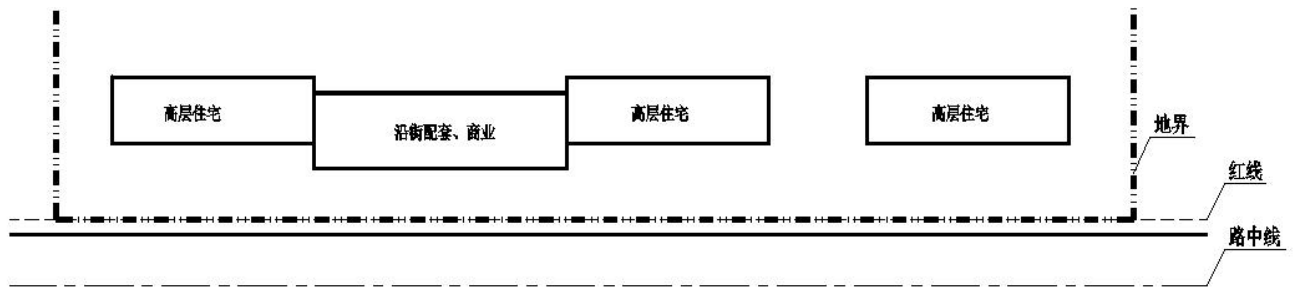 高层住宅
沿街配套、商业
高层住宅
高层住宅
地界
红线
路中线